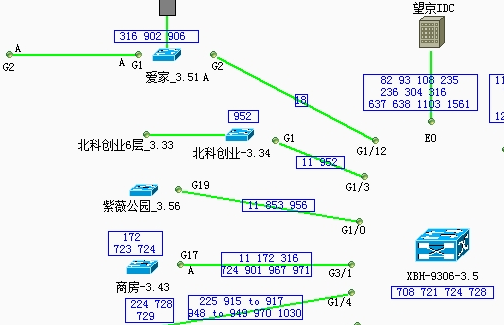 望京IDC
316 902 906
A
G2
A
G1
爱家_3.51
A
G2
82 93 108 235
236 304 316
637 638 1103 1561
18
952
E0
北科创业6层_3.33
北科创业-3.34
G1
G1/12
11 952
G1/3
G19
紫薇公园_3.56
11 853 956
G1/0
172
723 724
G17
A
11 172 316
724 901 967 971
G3/1
XBH-9306-3.5
708 721 724 728
商房-3.43
224 728
729
225 915 to 917
948 to 949 970 1030
G1/4